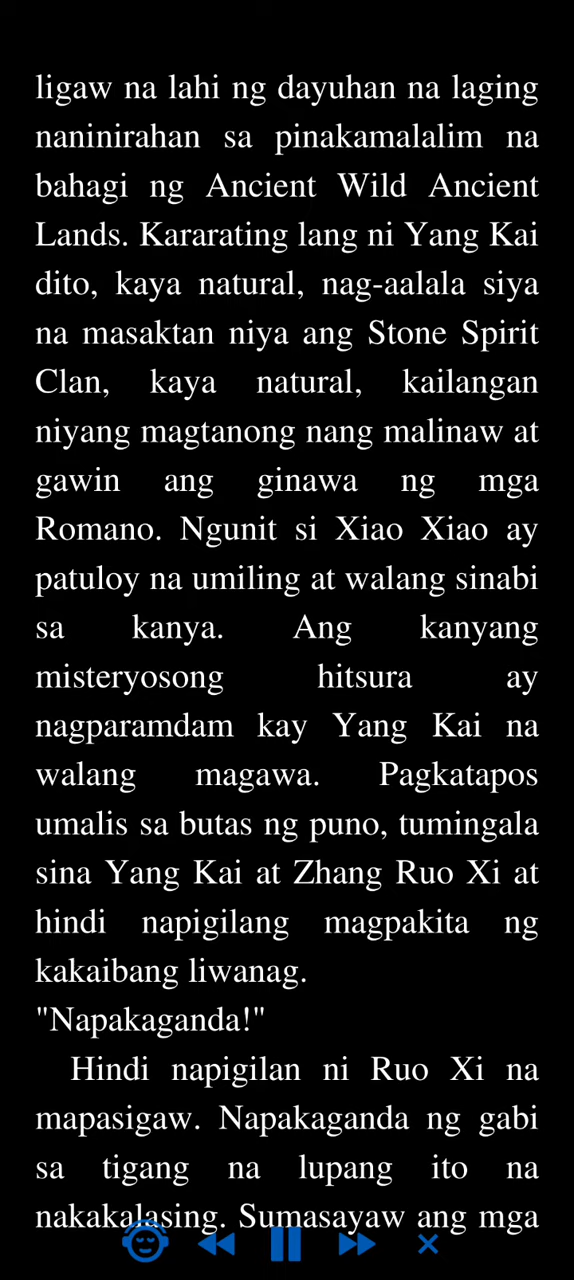 ligaw na lahi ng dayuhan na laging
naninirahan sa pinakamalalim na
bahagi ng Ancient Wild Ancient
Lands. Kararating lang ni Yang Kai
dito, kaya natural, nag-aalala siya
na masaktan niya ang Stone Spirit
Clan, kaya natural, kailangan
niyang magtanong nang malinaw at
gawin ang ginawa ng mga
Romano. Ngunit si Xiao Xiao ay
patuloy na umiling at walang sinabi
sa kanya. Ang kanyang
misteryosong hitsura ay
nagparamdam kay Yang Kai na
walang magawa. Pagkatapos
umalis sa butas ng puno, tumingala
sina Yang Kai at Zhang Ruo Xi at
hindi napigilang magpakita ng
kakaibang liwanag.
"Napakaganda!"
Hindi napigilan ni Ruo Xi na
mapasigaw. Napakaganda ng gabi
sa tigang na lupang ito na
nakakalasing. Sumasayaw ang mga